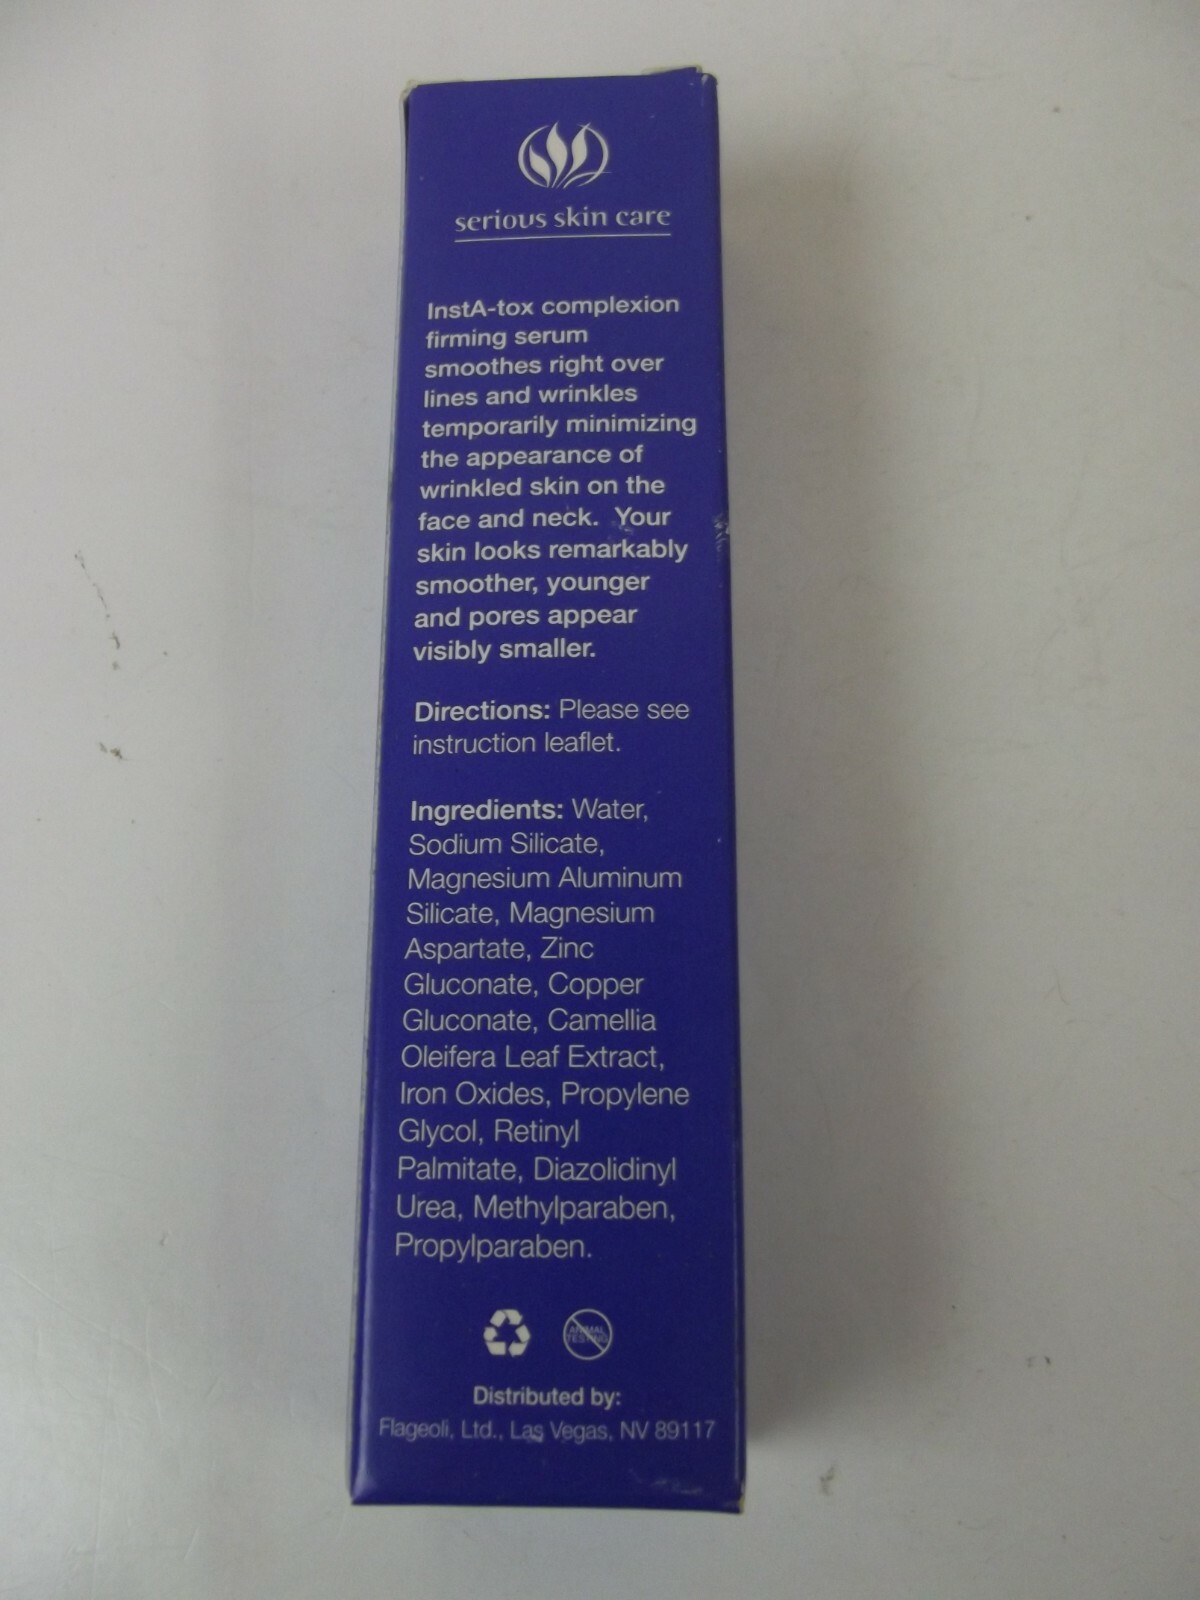 serious skin care
InstA-tox complexion
firming serum
smoothes right over
lines and wrinkles
temporarily minimizing
the appearance of
wrinkled skin on the
face and neck. Your
skin looks remarkably
smoother, younger
and pores appear
visibly smaller.
Directions: Please see
instruction leaflet.
Ingredients: Water,
Sodium Silicate,
Magnesium Aluminum
Silicate, Magnesium
Aspartate, Zinc
Gluconate, Copper
Gluconate, Camellia
Oleifera Leaf Extract,
Iron Oxides, Propylene
Glycol, Retinyl
Palmitate, Diazolidinyl
Urea, Methylparaben,
Propylparaben.
ANIMAL
TESTING
Distributed by:
Flageoli, Ltd., Las Vegas, NV 89117